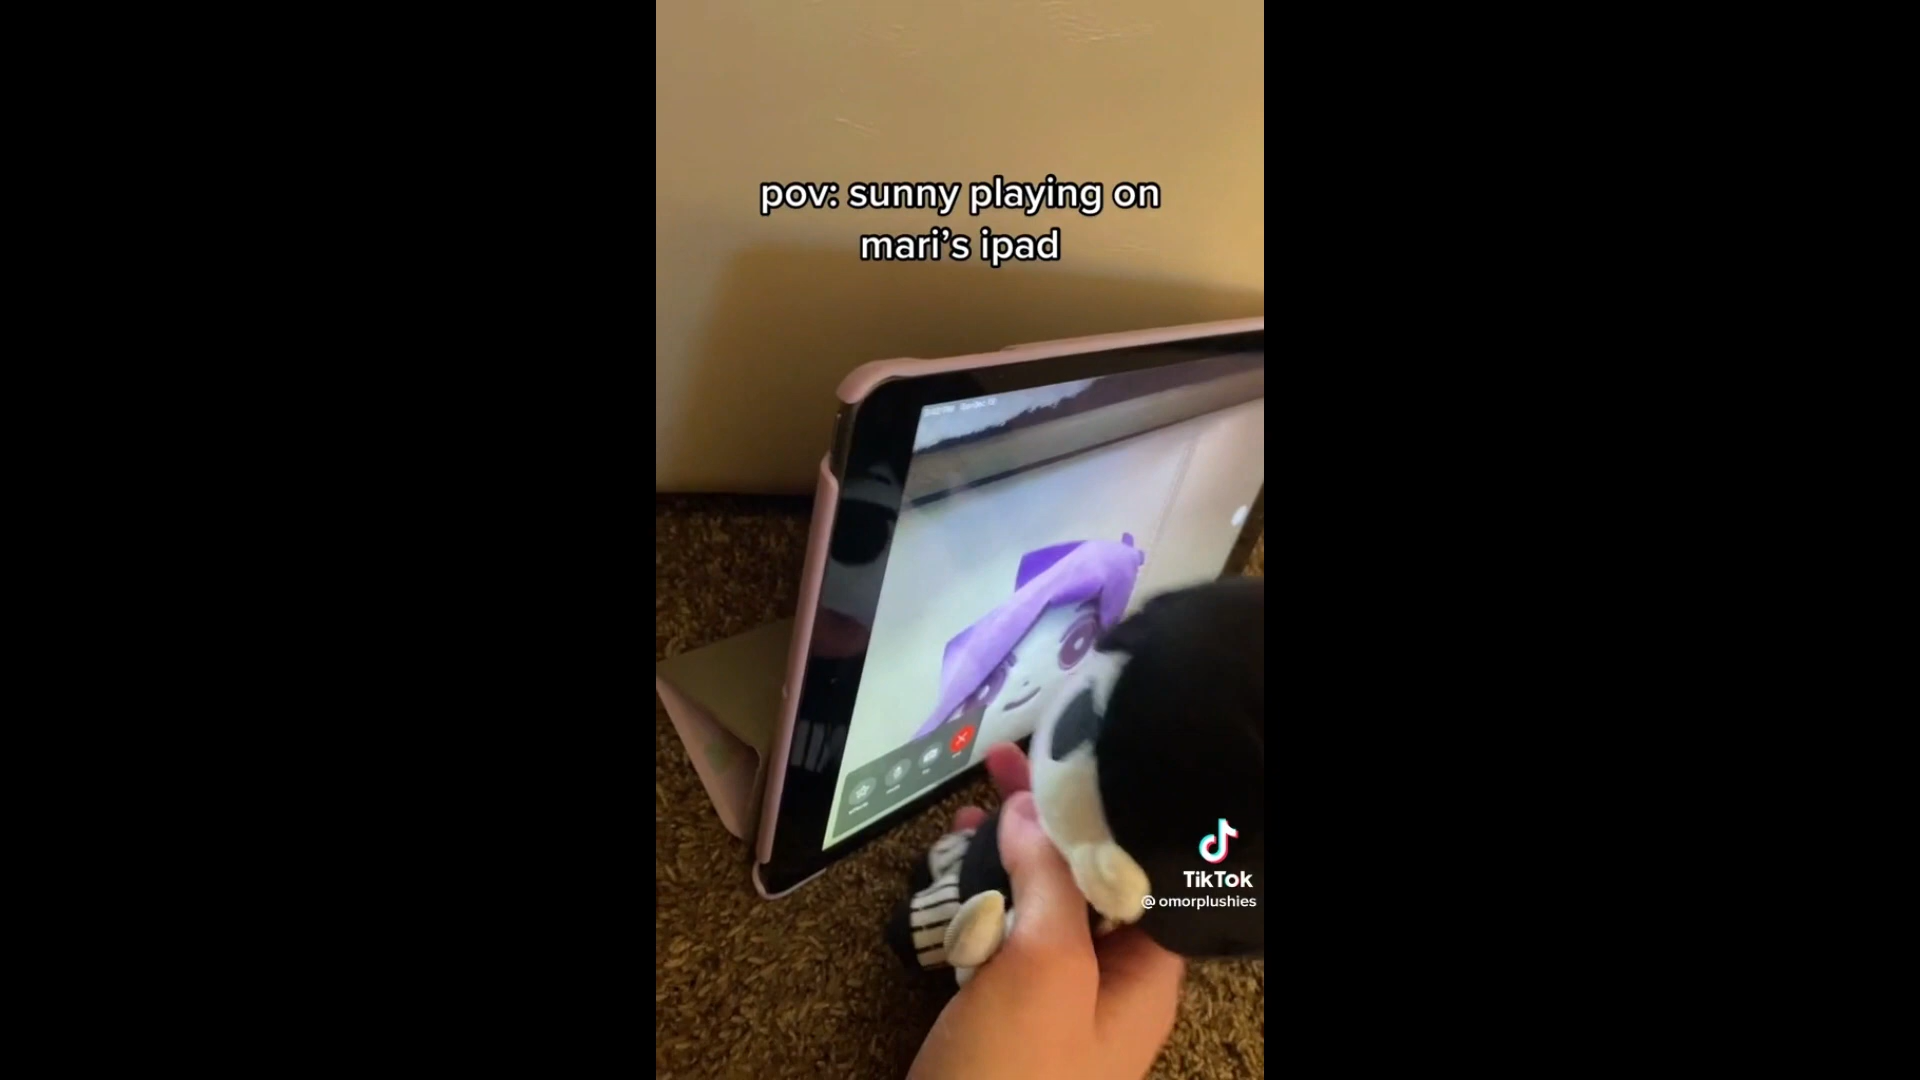 pov: sunny playing on
mari’s ipad
TikTok
@omorplushies